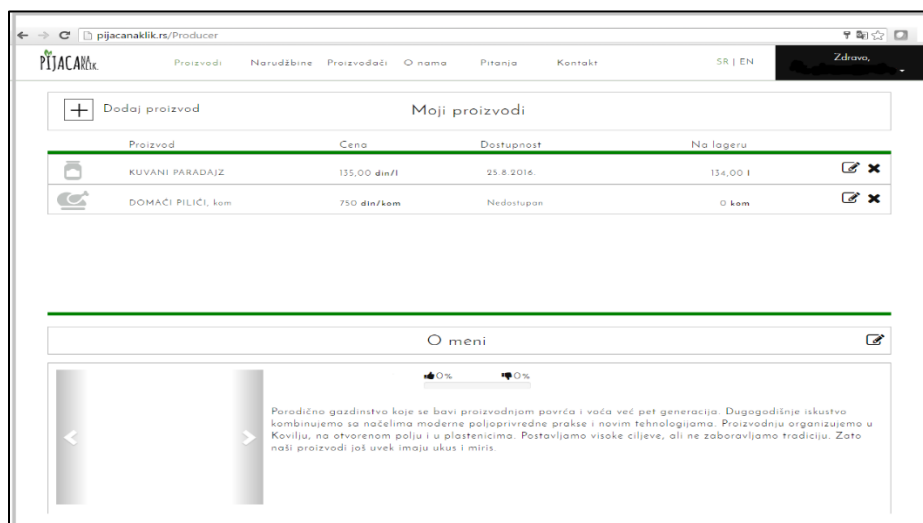 pijacanaklik.rs/Producer
PIJACA NA KLIK. Proizvodi Narudžbine Proizvođači O nama Pitanja Kontakt SR | EN Zdravo,
Dodaj proizvod Moji proizvodi
Proizvod Cena Dostupnost Na lageru
KUVANI PARADAJZ 135,00 din/l 25.8.2016. 134,00 l
DOMAĆI PILIĆI, kom 750 din/kom Nedostupan 0 kom
O meni
0% 0%
Porodično gazdinstvo koje se bavi proizvodnjom povrća i voća već pet generacija. Dugogodišnje iskustvo
kombinujemo sa načelima moderne poljoprivredne prakse i novim tehnologijama. Proizvodnju organizujemo u
Kovilju, na otvorenom polju i u plastenicima. Postavljamo visoke ciljeve, ali ne zaboravljamo tradiciju. Zato
naši proizvodi još uvek imaju ukus i miris.